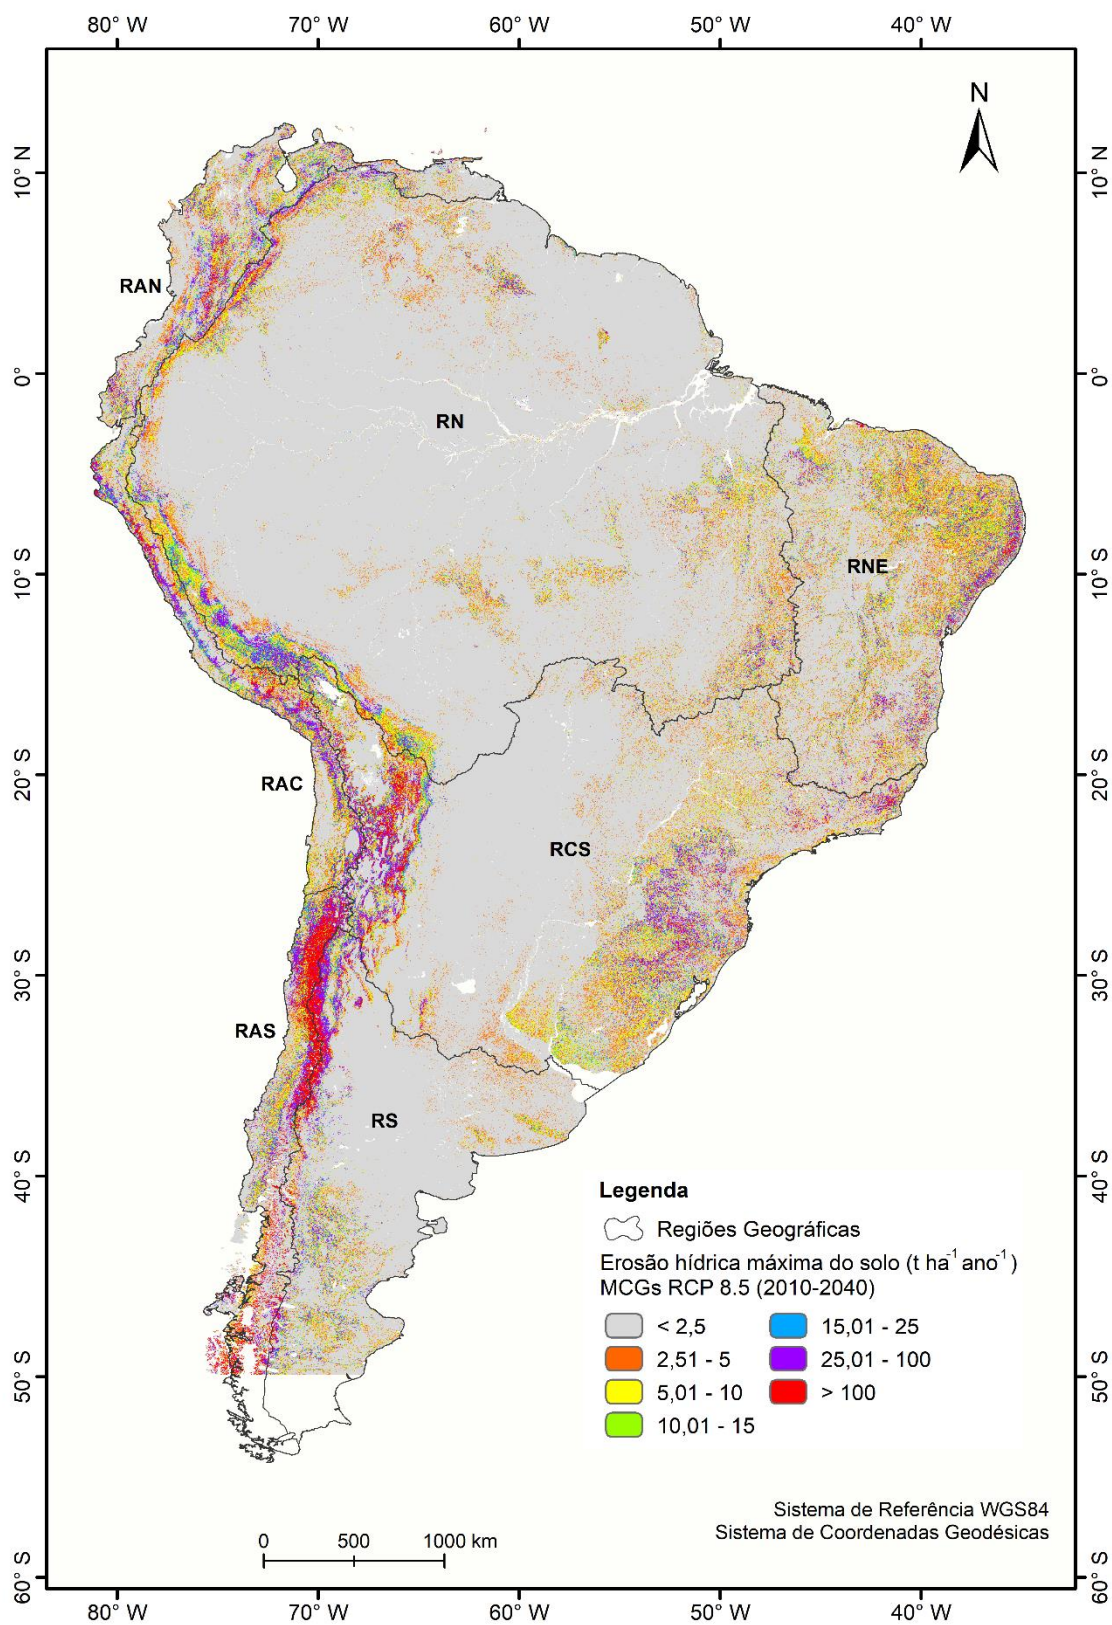 80° W
70° W
60° W
50° W
40° W
N
10° N
10° N
RAN
0°
0°
RN
RNE
10° S
10° S
RAC
20° S
20° S
RCS
30° S
30° S
RAS
RS
40° S
40° S
Legenda
Regiões Geográficas
Erosão hídrica máxima do solo (t ha⁻¹ ano⁻¹)
MCGs RCP 8.5 (2010-2040)
< 2,5
15,01 - 25
2,51 - 5
25,01 - 100
5,01 - 10
> 100
10,01 - 15
50° S
50° S
Sistema de Referência WGS84
Sistema de Coordenadas Geodésicas
0 500 1000 km
60° S
60° S
80° W
70° W
60° W
50° W
40° W